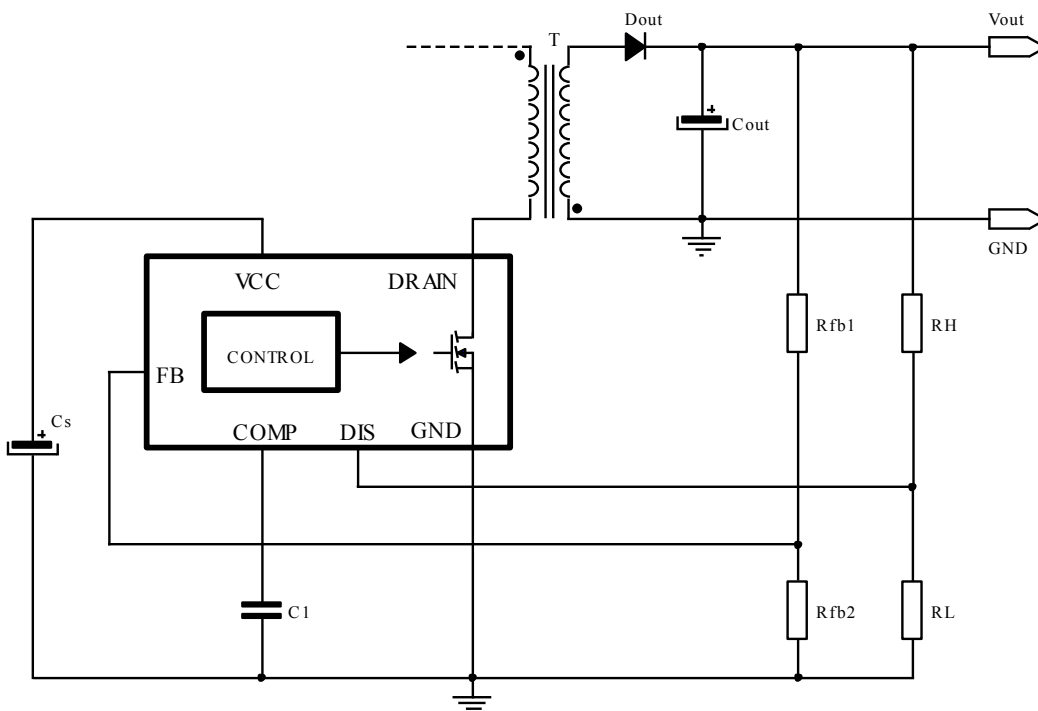 Dout
Vout
T
+
Cout
GND
VCC
DRAIN
Rfb1
RH
CONTROL
FB
Cs
+
COMP
DIS
GND
C1
Rfb2
RL